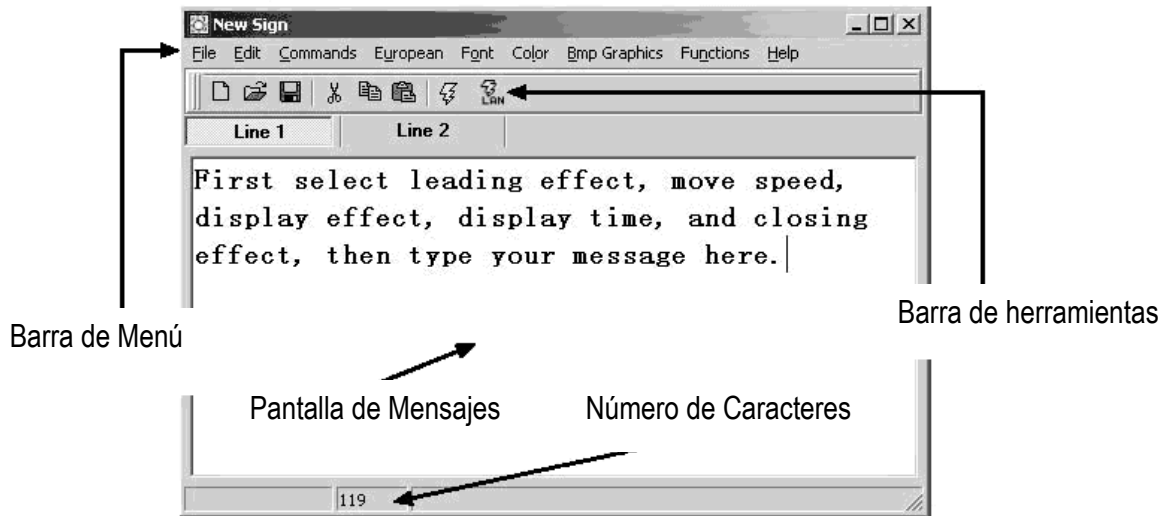 New Sign
File Edit Commands European Font Color Bmp Graphics Functions Help
LAN
Line 1 Line 2
First select leading effect, move speed,
display effect, display time, and closing
effect, then type your message here.
Barra de herramientas
Barra de Menú
Pantalla de Mensajes Número de Caracteres
119